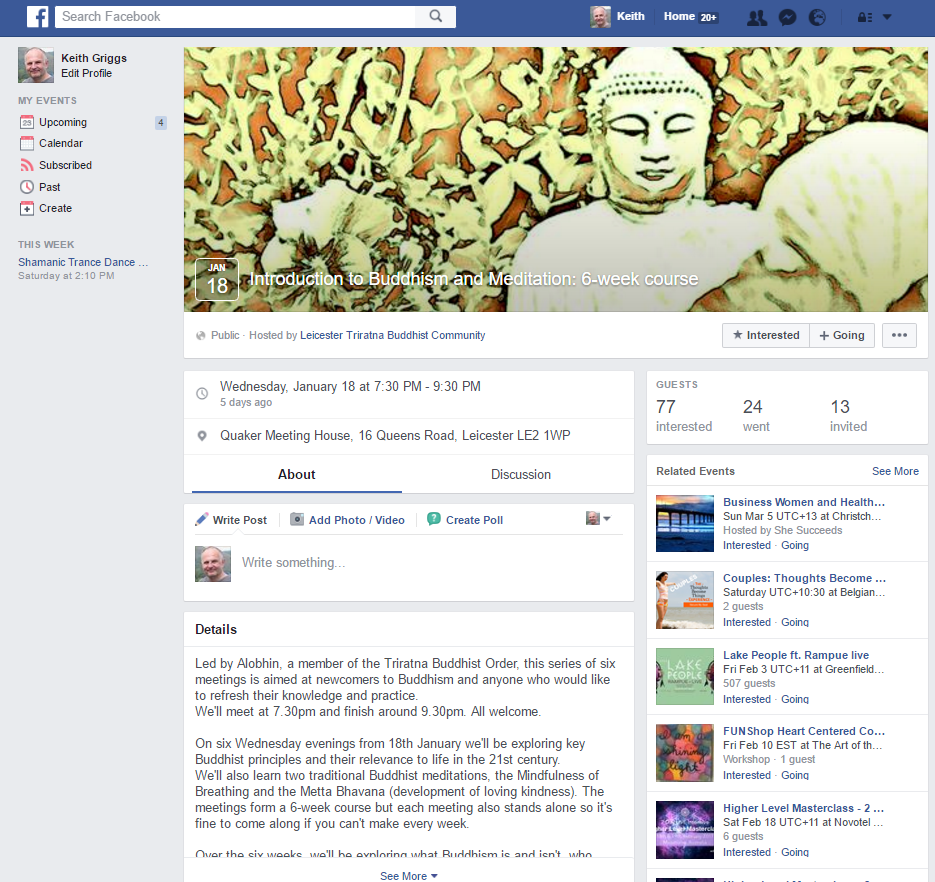 f
Search Facebook
Keith
Home 20+
Keith Griggs
Edit Profile
MY EVENTS
Upcoming
4
Calendar
Subscribed
Past
Create
THIS WEEK
Shamanic Trance Dance ...
Saturday at 2:10 PM
JAN
18
Introduction to Buddhism and Meditation: 6-week course
Public · Hosted by Leicester Triratna Buddhist Community
Interested
Going
Wednesday, January 18 at 7:30 PM - 9:30 PM
5 days ago
Quaker Meeting House, 16 Queens Road, Leicester LE2 1WP
About
Discussion
Write Post
Add Photo / Video
Create Poll
Write something...
Details
Led by Alobhin, a member of the Triratna Buddhist Order, this series of six
meetings is aimed at newcomers to Buddhism and anyone who would like
to refresh their knowledge and practice.
We'll meet at 7.30pm and finish around 9.30pm. All welcome.
On six Wednesday evenings from 18th January we'll be exploring key
Buddhist principles and their relevance to life in the 21st century.
We'll also learn two traditional Buddhist meditations, the Mindfulness of
Breathing and the Metta Bhavana (development of loving kindness). The
meetings form a 6-week course but each meeting also stands alone so it's
fine to come along if you can't make every week.
Over the six weeks, we'll be exploring what Buddhism is and isn't, who
See More
GUESTS
77
interested
24
went
13
invited
Related Events
See More
Business Women and Health...
Sun Mar 5 UTC+13 at Christch...
Hosted by She Succeeds
Interested · Going
Couples: Thoughts Become ...
Saturday UTC+10:30 at Belgian...
2 guests
Interested · Going
LAKE
PEOPLE
Lake People ft. Rampue live
Fri Feb 3 UTC+11 at Greenfield...
507 guests
Interested · Going
FUNShop Heart Centered Co...
Fri Feb 10 EST at The Art of th...
Workshop · 1 guest
Interested · Going
Higher Level Masterclass - 2 ...
Sat Feb 18 UTC+11 at Novotel ...
6 guests
Interested · Going